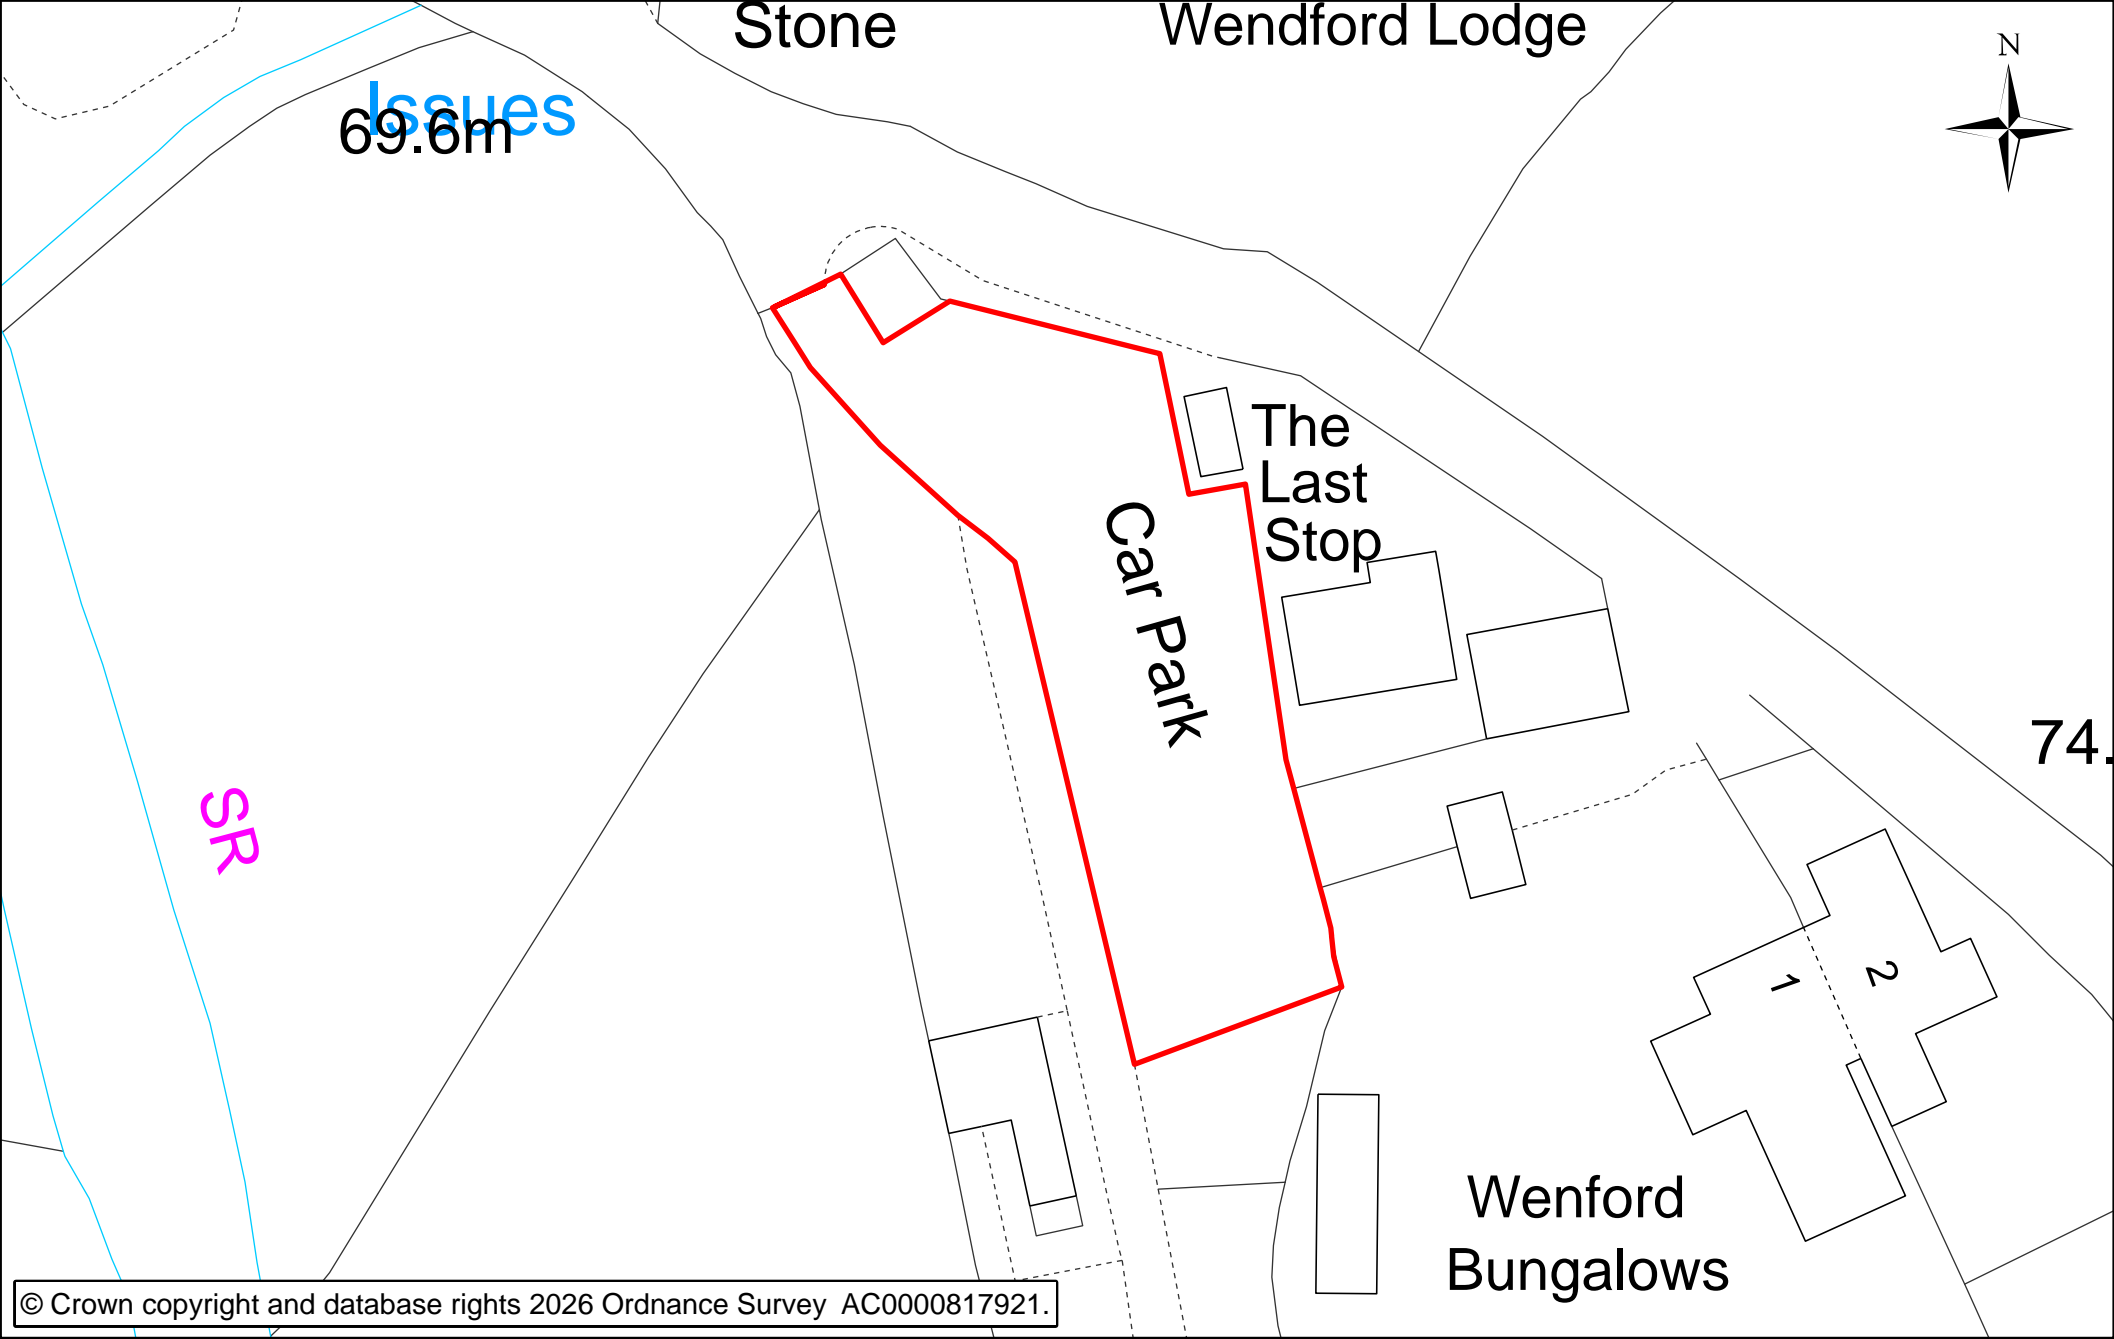 Stone
Wendford Lodge
N
Issues
69.6m
The
Last
Stop
Car Park
74.
SR
1
2
Wenford
Bungalows
© Crown copyright and database rights 2026 Ordnance Survey AC0000817921.